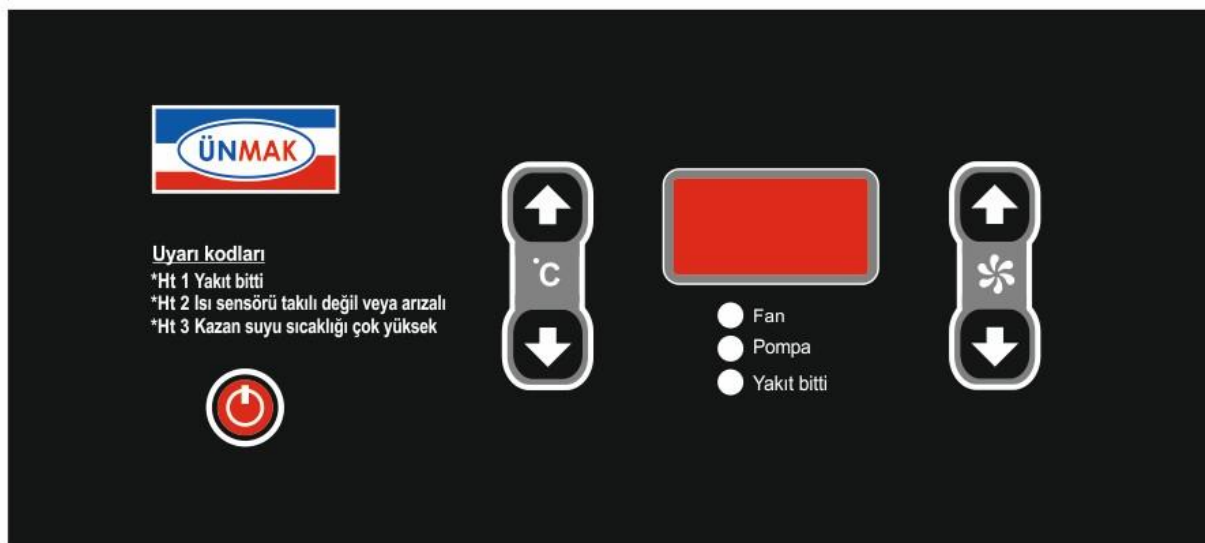 ÜNMAK
Uyarı kodları
*Ht 1 Yakıt bitti
*Ht 2 Isı sensörü takılı değil veya arızalı
*Ht 3 Kazan suyu sıcaklığı çok yüksek
°C
Fan
Pompa
Yakıt bitti